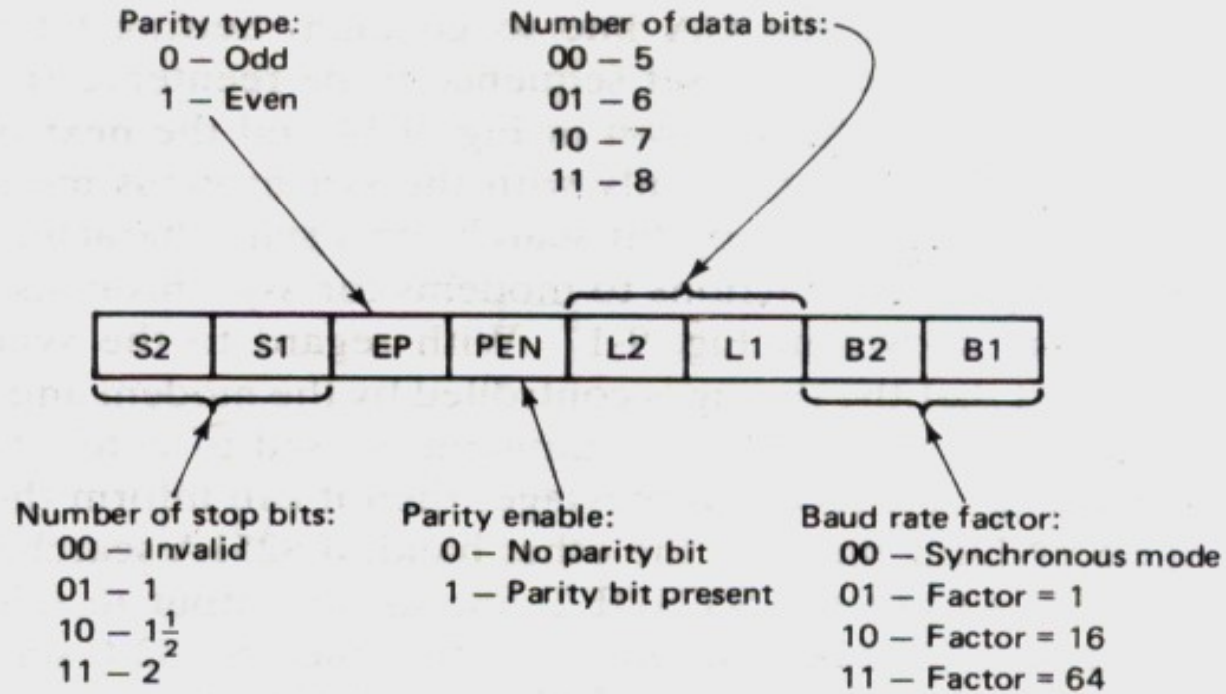 Parity type:
0 – Odd
1 – Even
Number of data bits:
00 – 5
01 – 6
10 – 7
11 – 8
S2 S1 EP PEN L2 L1 B2 B1
Number of stop bits:
00 – Invalid
01 – 1
10 – 1½
11 – 2
Parity enable:
0 – No parity bit
1 – Parity bit present
Baud rate factor:
00 – Synchronous mode
01 – Factor = 1
10 – Factor = 16
11 – Factor = 64